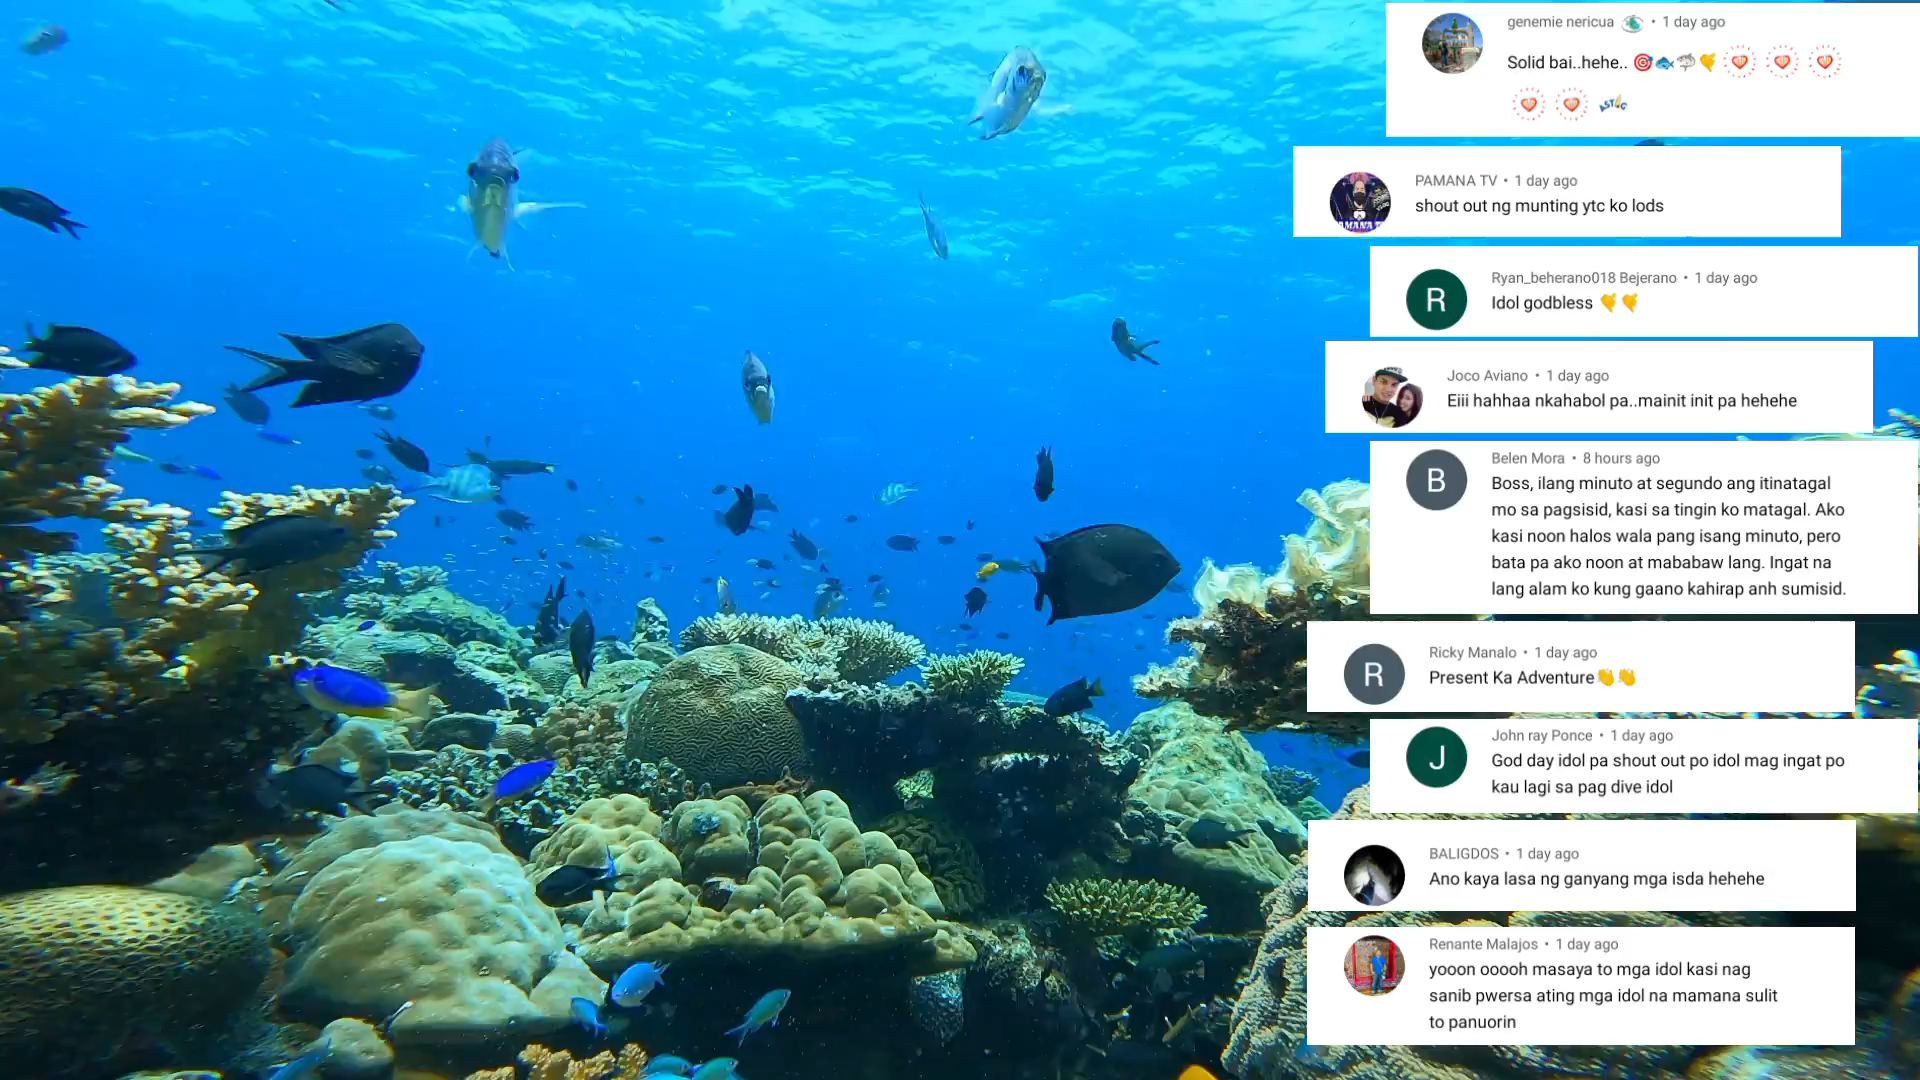 genemie nericua • 1 day ago
Solid bai..hehe.. 🎯🐟🦈🤙
ASTIG
PAMANA TV • 1 day ago
shout out ng munting ytc ko lods
R
Ryan_beherano018 Bejerano • 1 day ago
Idol godbless 🤙🤙
Joco Aviano • 1 day ago
Eiii hahhaa nkahabol pa..mainit init pa hehehe
B
Belen Mora • 8 hours ago
Boss, ilang minuto at segundo ang itinatagal
mo sa pagsisid, kasi sa tingin ko matagal. Ako
kasi noon halos wala pang isang minuto, pero
bata pa ako noon at mababaw lang. Ingat na
lang alam ko kung gaano kahirap anh sumisid.
R
Ricky Manalo • 1 day ago
Present Ka Adventure👏👏
J
John ray Ponce • 1 day ago
God day idol pa shout out po idol mag ingat po
kau lagi sa pag dive idol
BALIGDOS • 1 day ago
Ano kaya lasa ng ganyang mga isda hehehe
Renante Malajos • 1 day ago
yooon ooooh masaya to mga idol kasi nag
sanib pwersa ating mga idol na mamana sulit
to panuorin